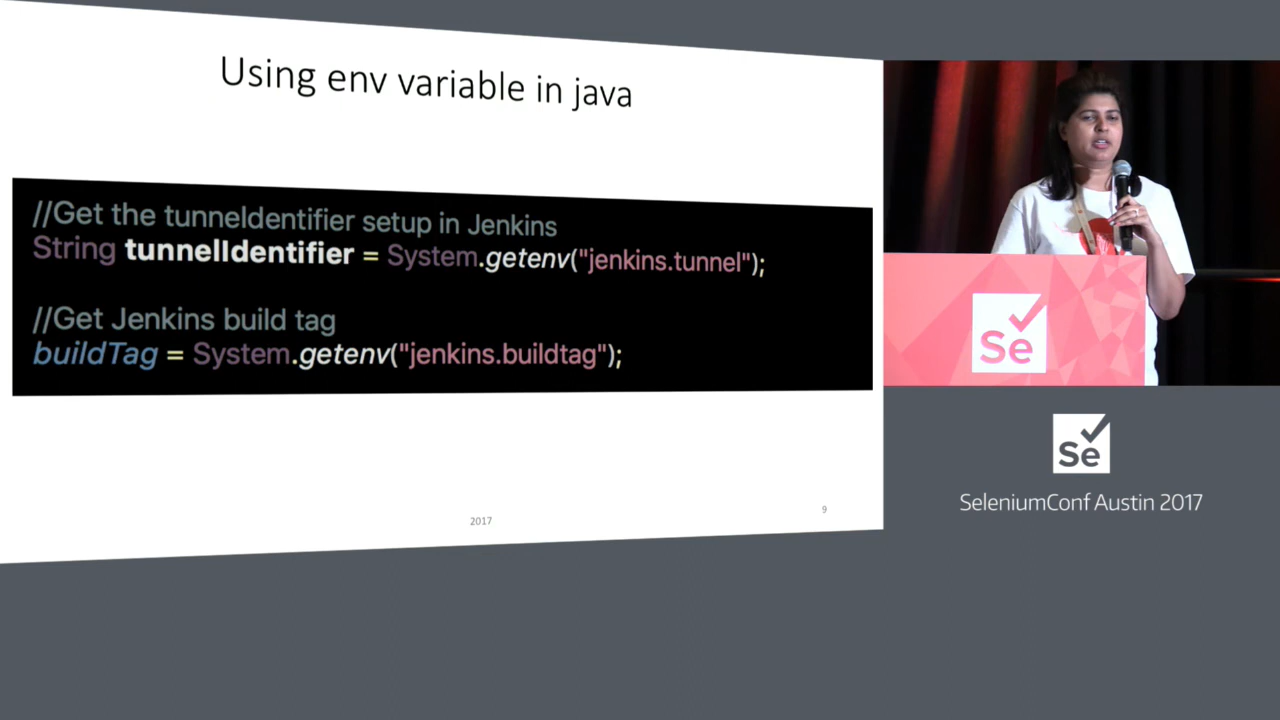 Using env variable in java
//Get the tunneIdentifier setup in Jenkins
String tunnelIdentifier = System.getenv("jenkins.tunnel");
//Get Jenkins build tag
buildTag = System.getenv("jenkins.buildtag");
2017
9
Se
Se
SeleniumConf Austin 2017